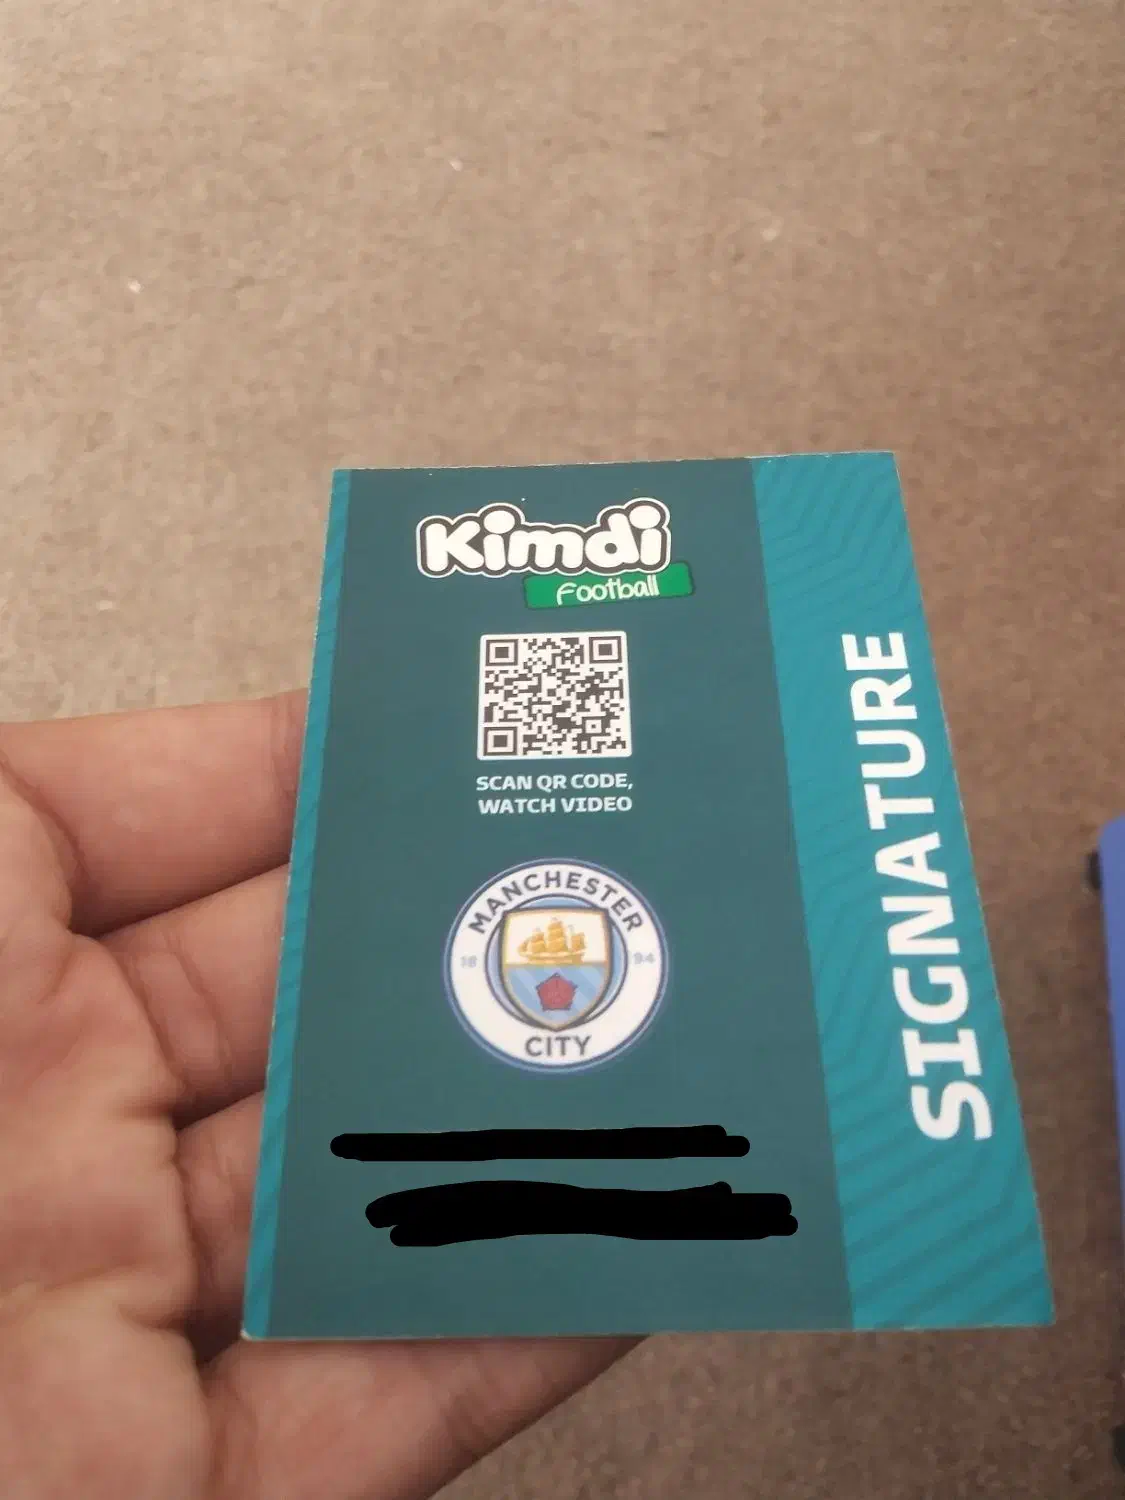 Kimdi
Football
SCAN QR CODE,
WATCH VIDEO
MANCHESTER
18 94
CITY
SIGNATURE